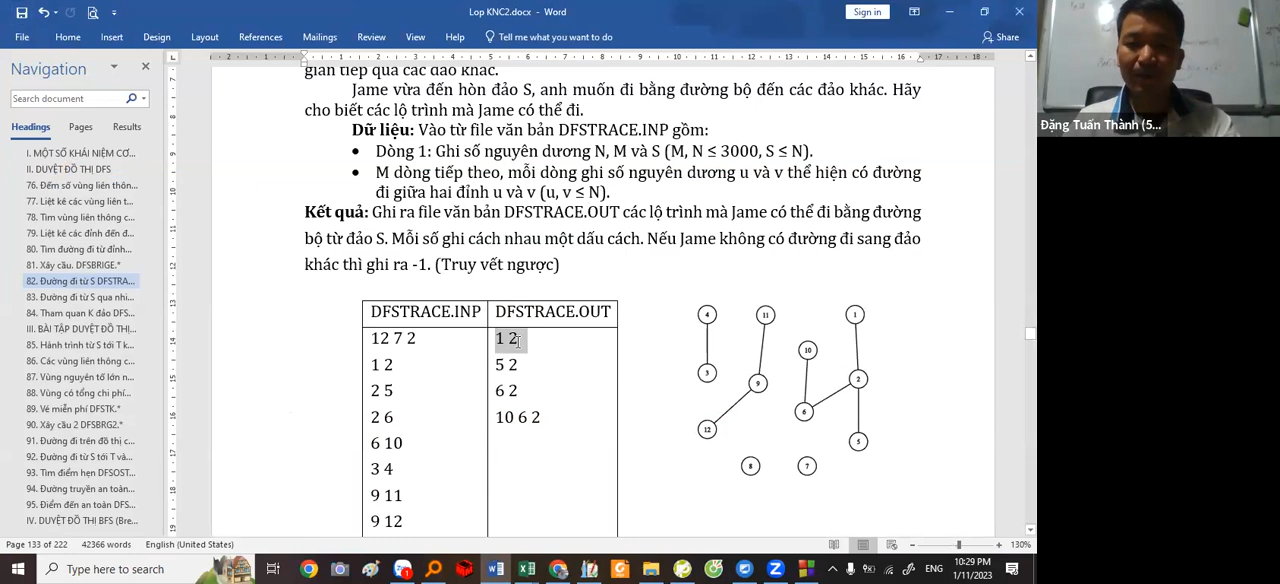 Lop KNC2.docx - Word
Sign in
File Home Insert Design Layout References Mailings Review View Help Tell me what you want to do Share
Navigation
Search document
Headings Pages Results
I. MỘT SỐ KHÁI NIỆM CƠ...
II. DUYỆT ĐỒ THỊ DFS
76. Đếm số vùng liên thôn...
77. Liệt kê các vùng liên t...
78. Tìm vùng liên thông c...
79. Liệt kê các đỉnh đến đ...
80. Tìm đường đi từ đỉnh...
81. Xây cầu. DFSBRIGE.*
82. Đường đi từ S DFSTRA...
83. Đường đi từ S qua nhi...
84. Tham quan K đảo DFS...
III. BÀI TẬP DUYỆT ĐỒ TH...
85. Hành trình từ S tới T k...
86. Các vùng liên thông c...
87. Vùng nguyên tố lớn n...
88. Vùng có tổng chi phí...
89. Vé miễn phí DFSTK.*
90. Xây cầu 2 DFSBRG2.*
91. Đường đi trên đồ thị c...
92. Đường đi từ S tới T và...
93. Tìm điểm hẹn DFSOST...
94. Đường truyền an toàn...
95. Điểm đến an toàn DFS...
IV. DUYỆT ĐỒ THỊ BFS (Bre...
gián tiếp qua các đảo khác.
Jame vừa đến hòn đảo S, anh muốn đi bằng đường bộ đến các đảo khác. Hãy
cho biết các lộ trình mà Jame có thể đi.
Dữ liệu: Vào từ file văn bản DFSTRACE.INP gồm:
• Dòng 1: Ghi số nguyên dương N, M và S (M, N ≤ 3000, S ≤ N).
• M dòng tiếp theo, mỗi dòng ghi số nguyên dương u và v thể hiện có đường
đi giữa hai đỉnh u và v (u, v ≤ N).
Kết quả: Ghi ra file văn bản DFSTRACE.OUT các lộ trình mà Jame có thể đi bằng đường
bộ từ đảo S. Mỗi số ghi cách nhau một dấu cách. Nếu Jame không có đường đi sang đảo
khác thì ghi ra -1. (Truy vết ngược)
DFSTRACE.INP DFSTRACE.OUT
12 7 2 1 2
1 2 5 2
2 5 6 2
2 6 10 6 2
6 10
3 4
9 11
9 12
4 11 1
10
3 9 2
6
12 5
8 7
Đặng Tuấn Thành (5...
Page 133 of 222 42366 words English (United States) 130%
Type here to search
ENG 10:29 PM
1/11/2023